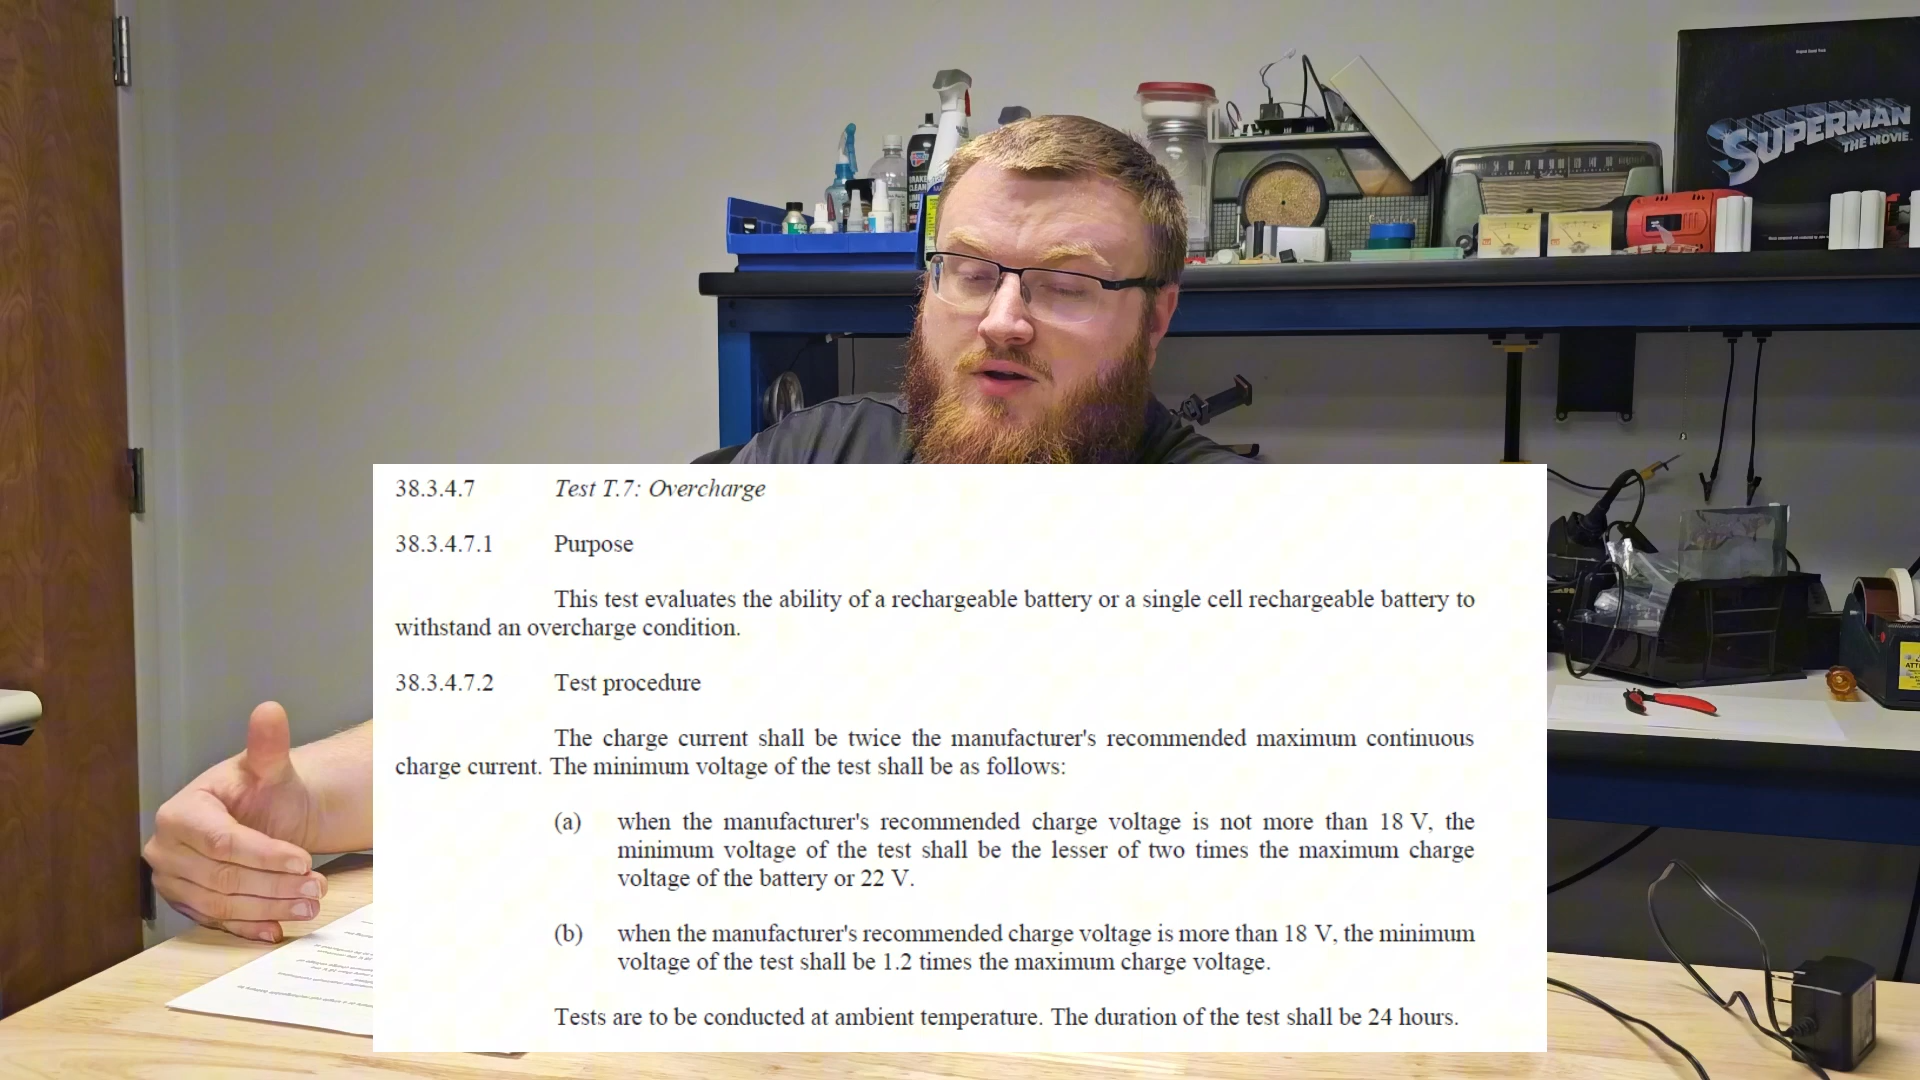 Original Sound Track
SUPERMAN
THE MOVIE
38.3.4.7 Test T.7: Overcharge
38.3.4.7.1 Purpose
This test evaluates the ability of a rechargeable battery or a single cell rechargeable battery to
withstand an overcharge condition.
38.3.4.7.2 Test procedure
The charge current shall be twice the manufacturer's recommended maximum continuous
charge current. The minimum voltage of the test shall be as follows:
(a) when the manufacturer's recommended charge voltage is not more than 18 V, the
minimum voltage of the test shall be the lesser of two times the maximum charge
voltage of the battery or 22 V.
(b) when the manufacturer's recommended charge voltage is more than 18 V, the minimum
voltage of the test shall be 1.2 times the maximum charge voltage.
Tests are to be conducted at ambient temperature. The duration of the test shall be 24 hours.